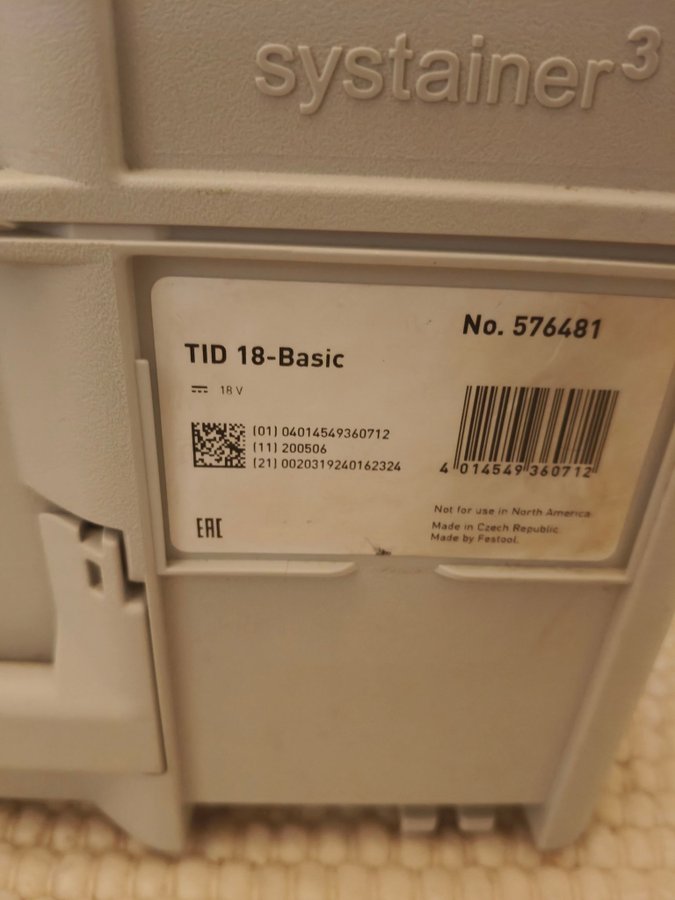 systainer³
No. 576481
TID 18-Basic
18 V
(01) 04014549360712
(11) 200506
(21) 0020319240162324
4 014549 360712
EAC
Not for use in North America
Made in Czech Republic.
Made by Festool.